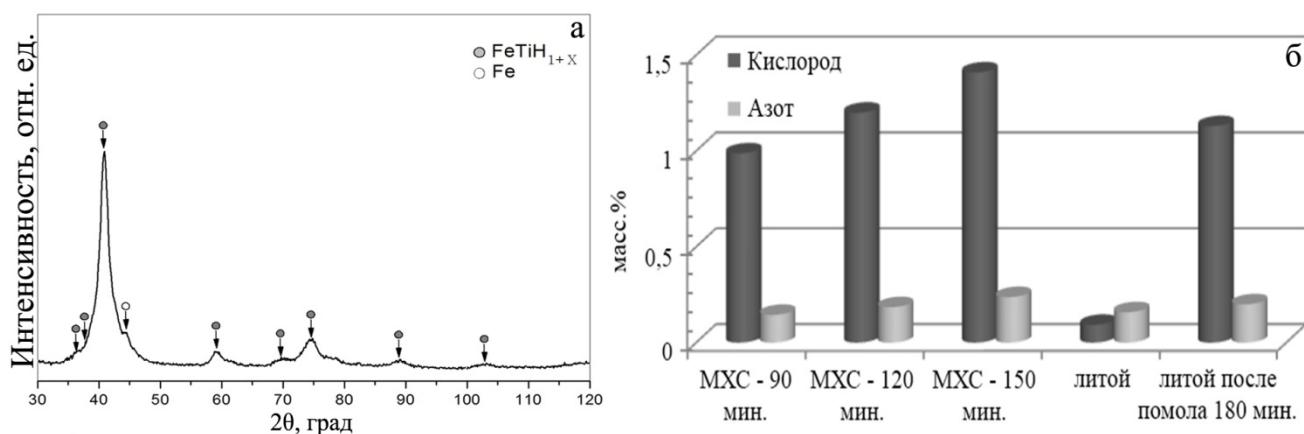 а
FeTiH1+X
Fe
Интенсивность, отн. ед.
30 40 50 60 70 80 90 100 110 120
2θ, град
б
Кислород
Азот
масс.%
1,5
1
0,5
0
МХС - 90 мин.
МХС - 120 мин.
МХС - 150 мин.
литой
литой после помола 180 мин.